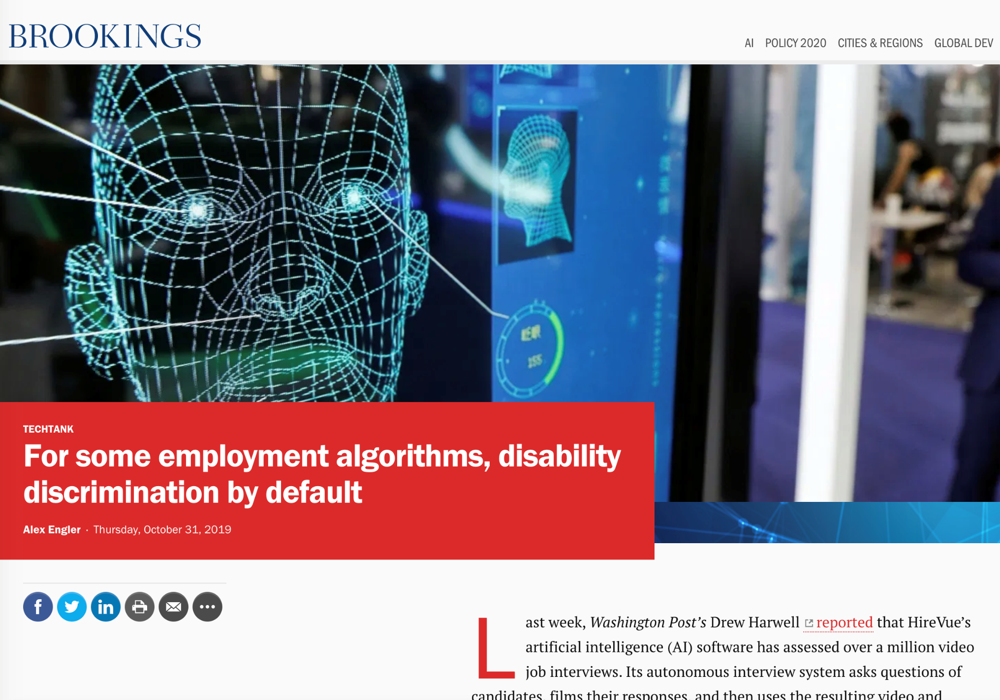 BROOKINGS
AI POLICY 2020 CITIES & REGIONS GLOBAL DEV
眨眼
155
TECHTANK
For some employment algorithms, disability
discrimination by default
Alex Engler · Thursday, October 31, 2019
Last week, Washington Post’s Drew Harwell reported that HireVue’s
artificial intelligence (AI) software has assessed over a million video
job interviews. Its autonomous interview system asks questions of
candidates, films their responses, and then uses the resulting video and